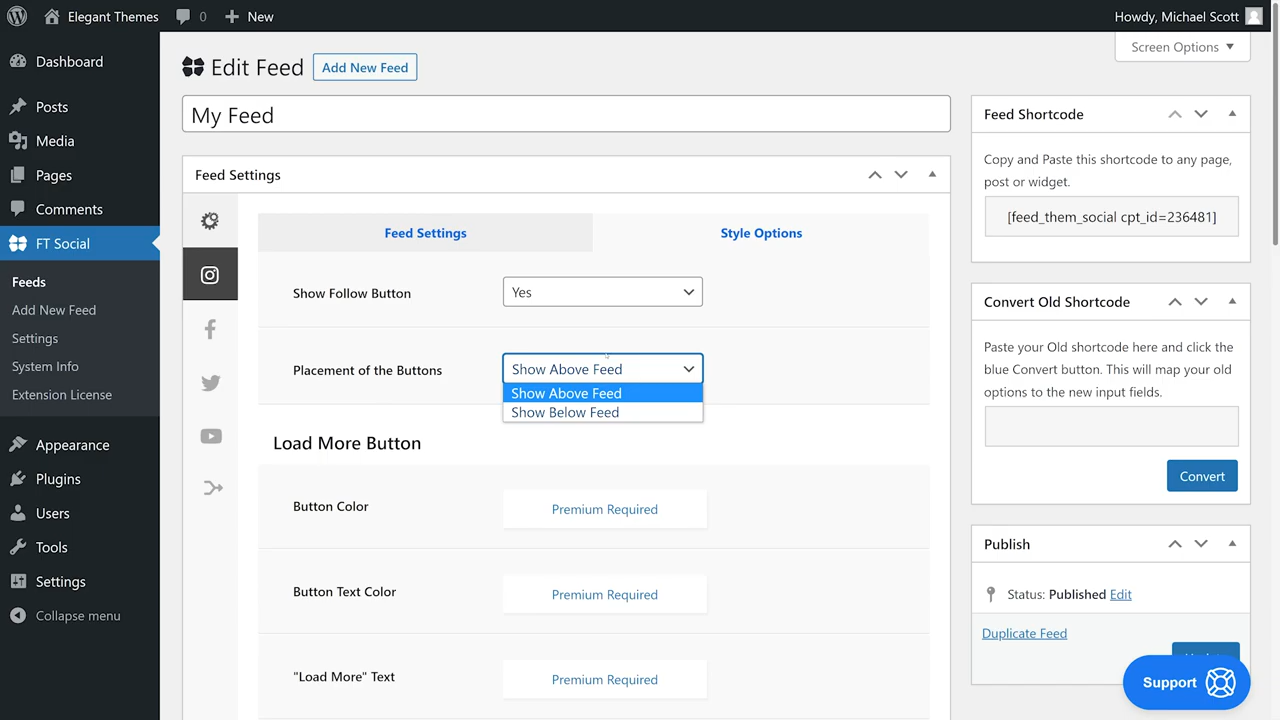 Elegant Themes
0
New
Howdy, Michael Scott
Screen Options
Dashboard
Posts
Media
Pages
Comments
FT Social
Feeds
Add New Feed
Settings
System Info
Extension License
Appearance
Plugins
Users
Tools
Settings
Collapse menu
Edit Feed
Add New Feed
My Feed
Feed Settings
Feed Settings
Style Options
Show Follow Button
Yes
Placement of the Buttons
Show Above Feed
Show Above Feed
Show Below Feed
Load More Button
Button Color
Premium Required
Button Text Color
Premium Required
"Load More" Text
Premium Required
Feed Shortcode
Copy and Paste this shortcode to any page,
post or widget.
[feed_them_social cpt_id=236481]
Convert Old Shortcode
Paste your Old shortcode here and click the
blue Convert button. This will map your old
options to the new input fields.
Convert
Publish
Status: Published Edit
Duplicate Feed
Support